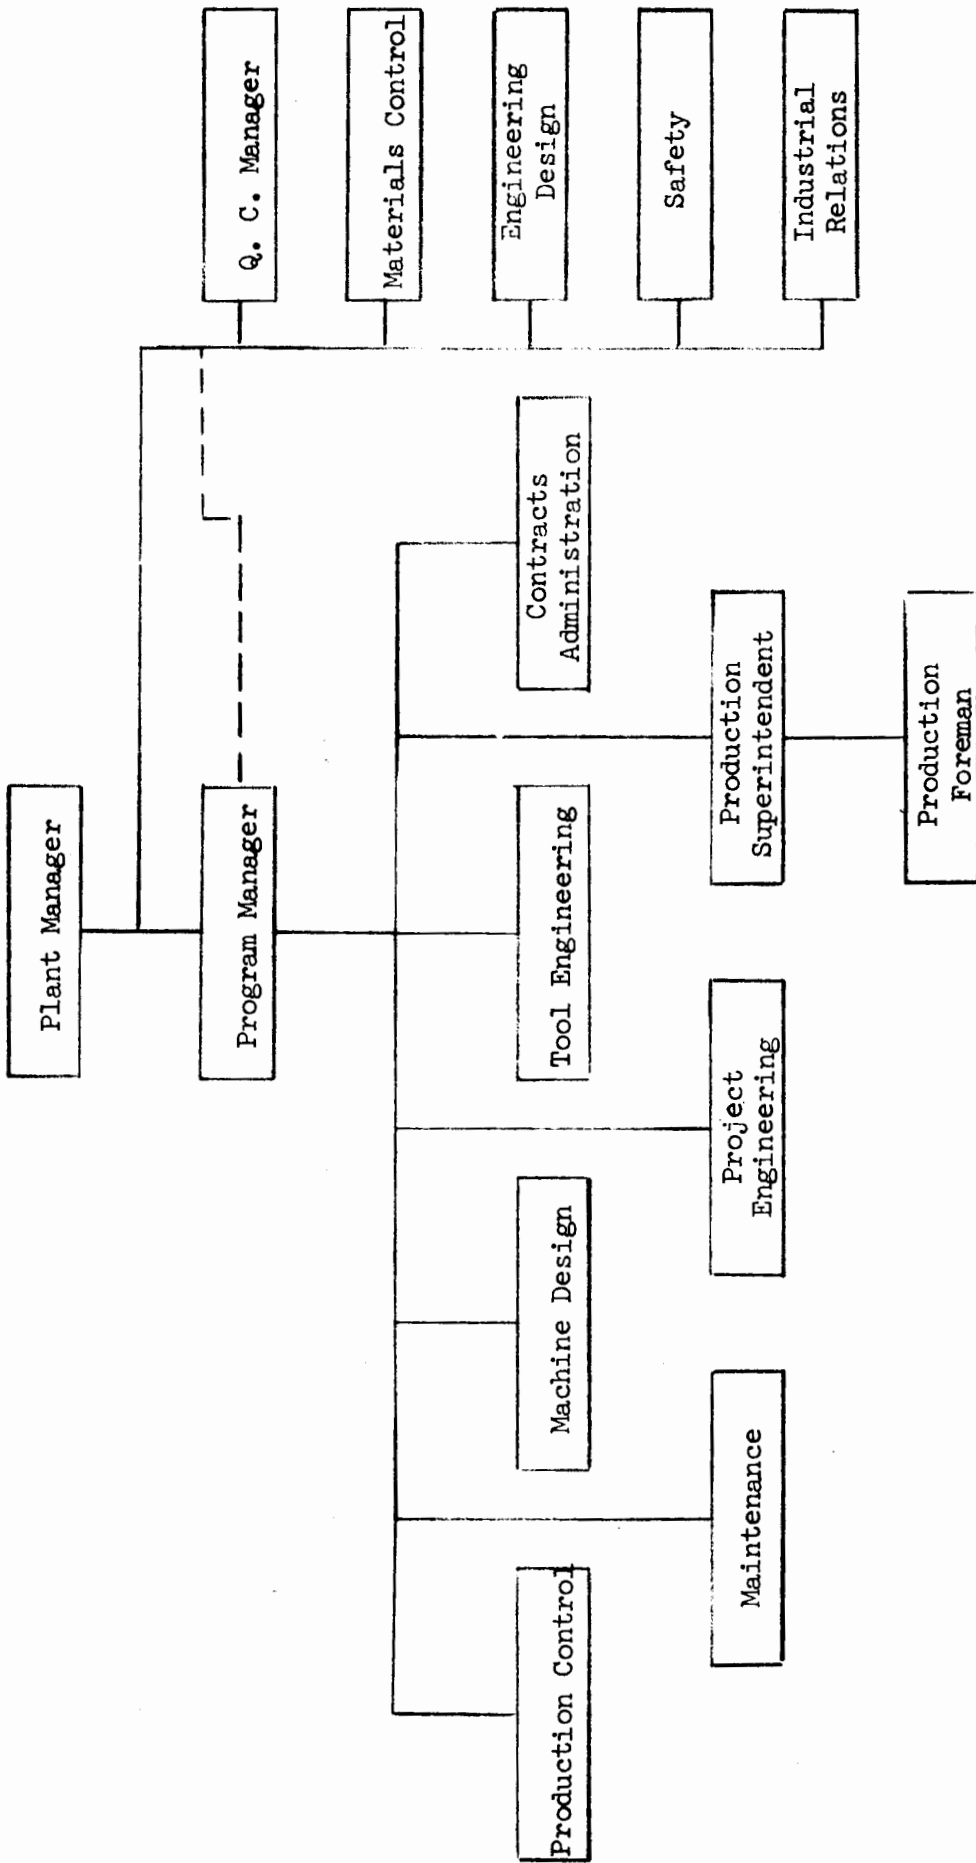 Plant Manager
Program Manager
Q. C. Manager
Materials Control
Engineering
Design
Safety
Industrial
Relations
Production Control
Machine Design
Tool Engineering
Contracts
Administration
Maintenance
Project
Engineering
Production
Superintendent
Production
Foreman